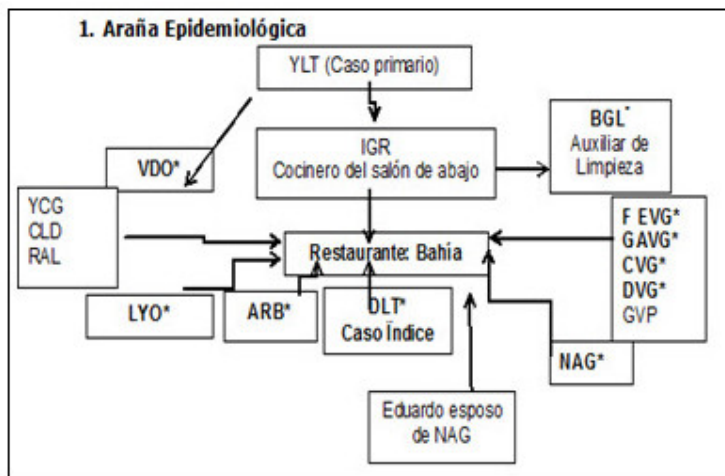 1. Araña Epidemiológica
YLT (Caso primario)
BGL*
Auxiliar de
Limpieza
IGR
Cocinero del salón de abajo
VDO*
YCG
CLD
RAL
F EVG*
GAVG*
CVG*
DVG*
GVP
Restaurante: Bahía
LYO*
ARB*
DLT*
Caso Índice
NAG*
Eduardo esposo
de NAG